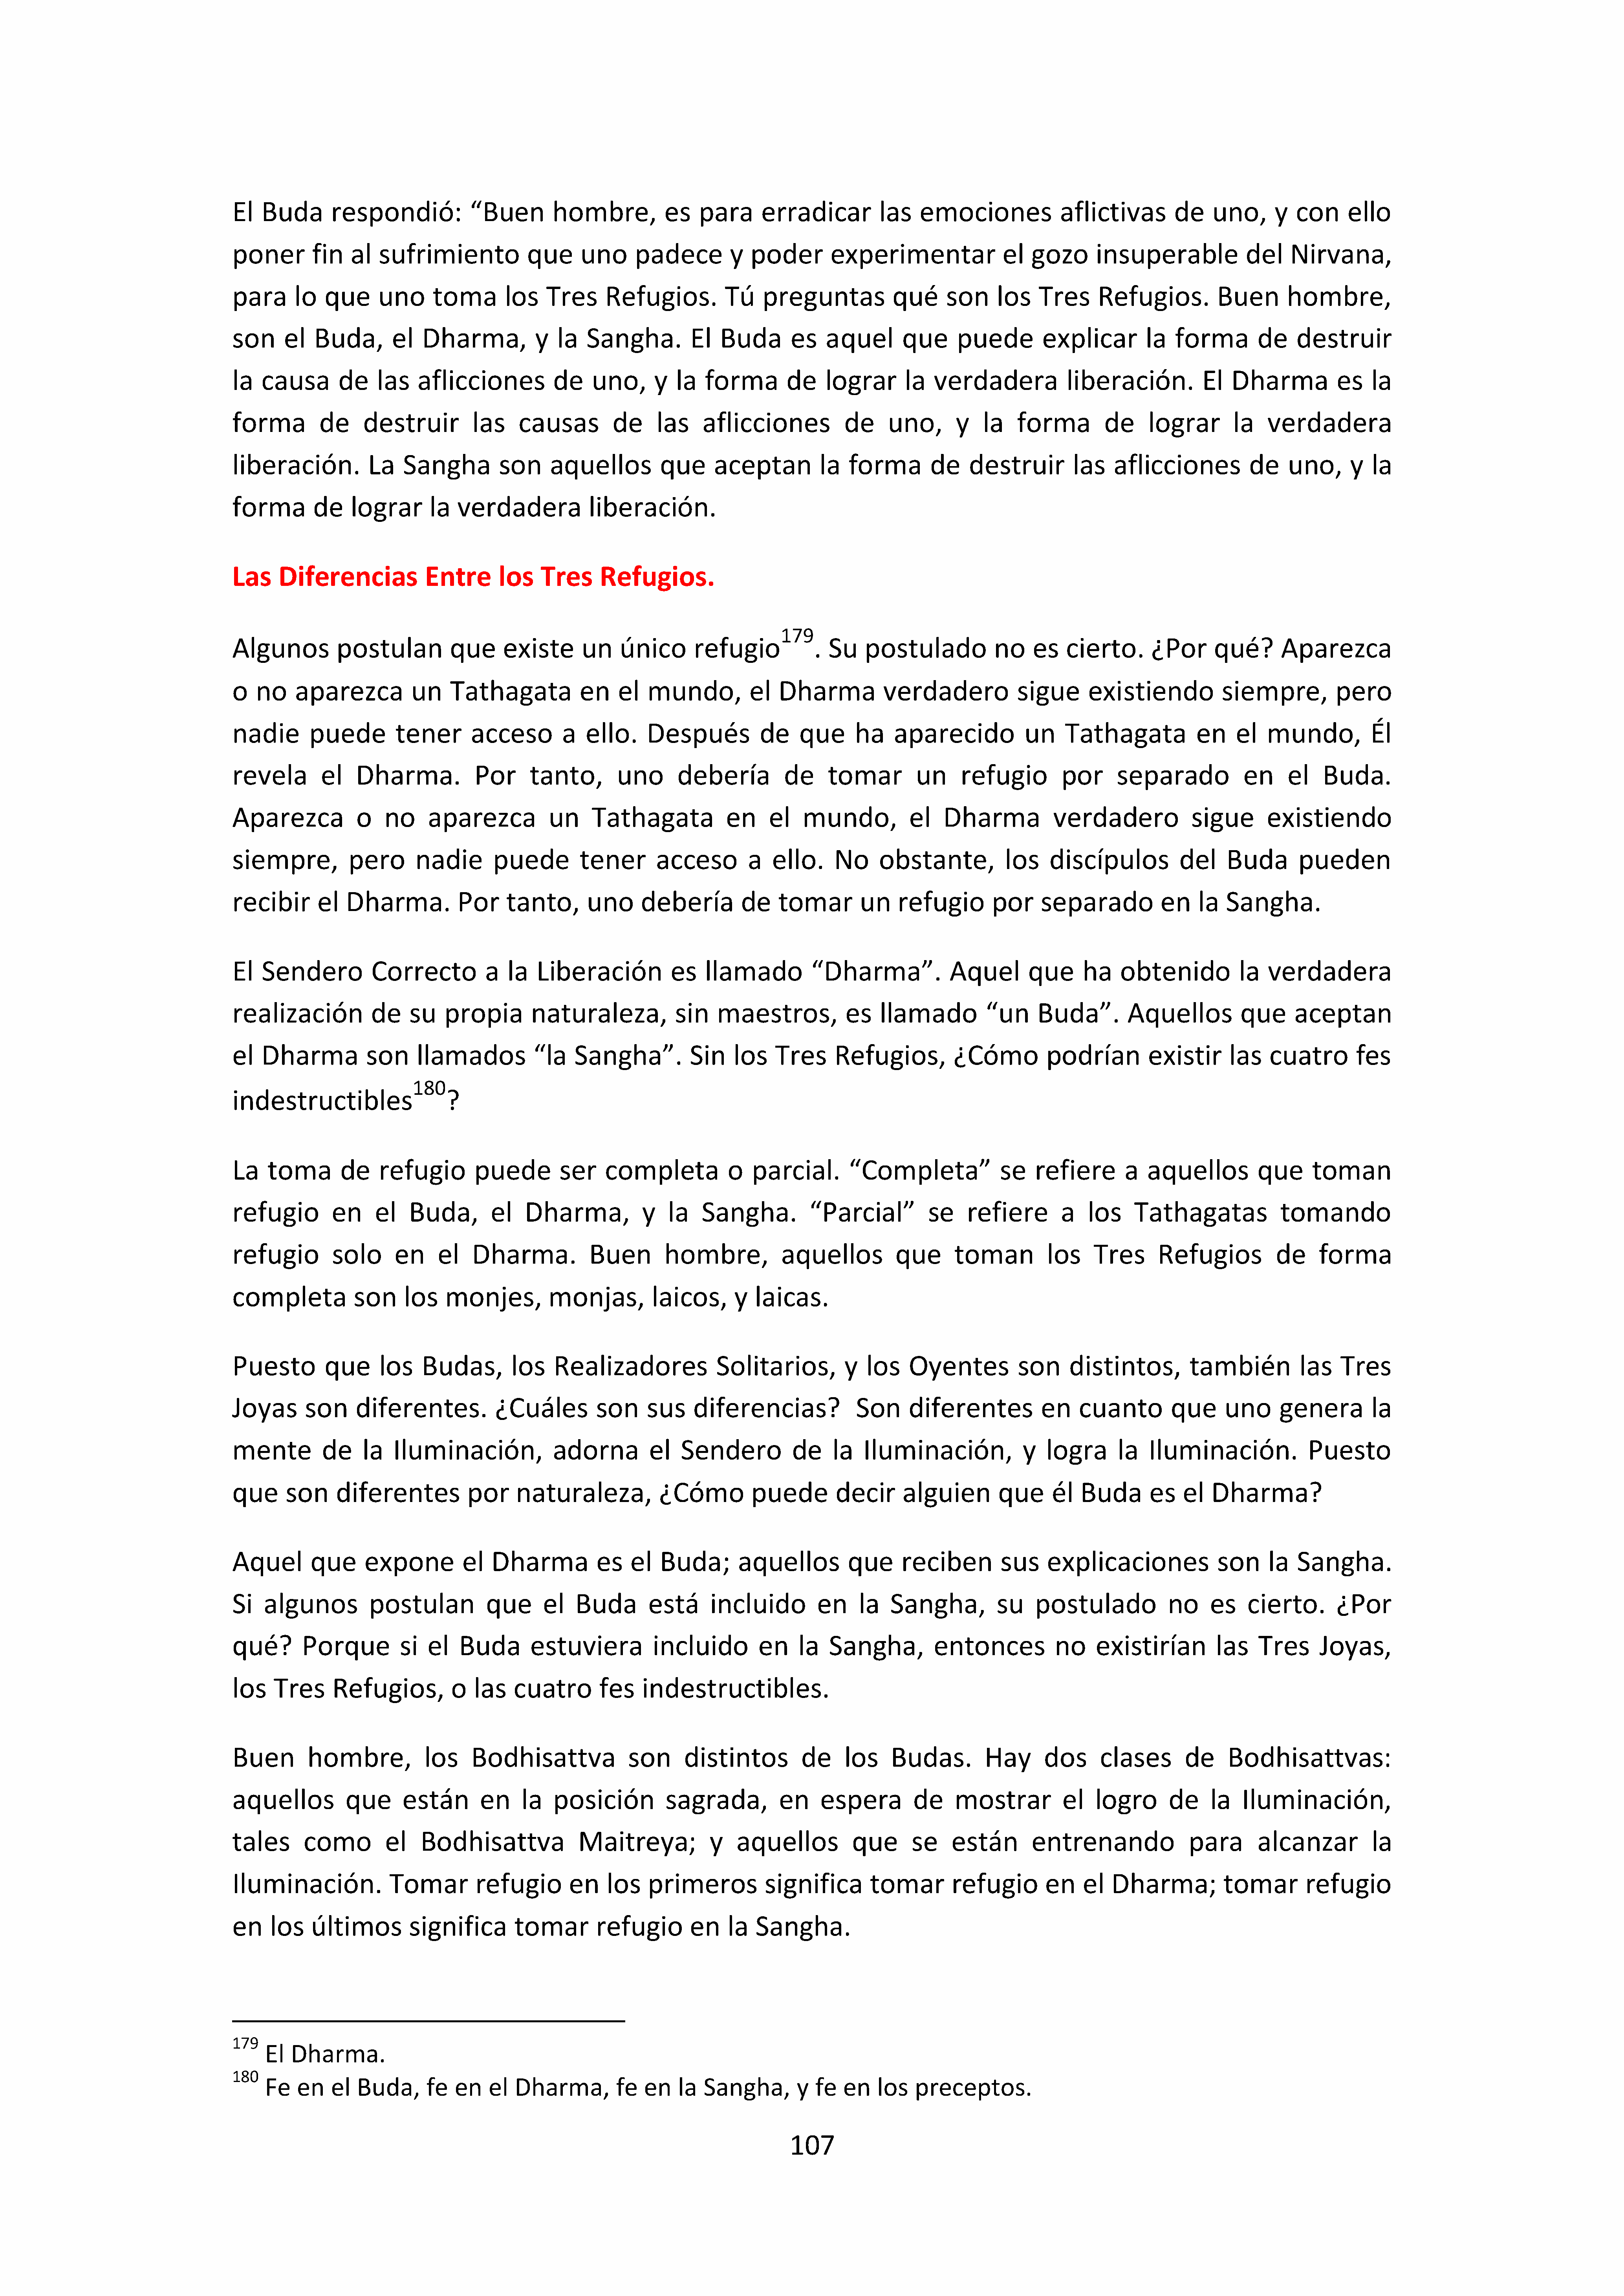 El Buda respondió: “Buen hombre, es para erradicar las emociones aflictivas de uno, y con ello
poner fin al sufrimiento que uno padece y poder experimentar el gozo insuperable del Nirvana,
para lo que uno toma los Tres Refugios. Tú preguntas qué son los Tres Refugios. Buen hombre,
son el Buda, el Dharma, y la Sangha. El Buda es aquel que puede explicar la forma de destruir
la causa de las aflicciones de uno, y la forma de lograr la verdadera liberación. El Dharma es la
forma de destruir las causas de las aflicciones de uno, y la forma de lograr la verdadera
liberación. La Sangha son aquellos que aceptan la forma de destruir las aflicciones de uno, y la
forma de lograr la verdadera liberación.
Las Diferencias Entre los Tres Refugios.
Algunos postulan que existe un único refugio179. Su postulado no es cierto. ¿Por qué? Aparezca
o no aparezca un Tathagata en el mundo, el Dharma verdadero sigue existiendo siempre, pero
nadie puede tener acceso a ello. Después de que ha aparecido un Tathagata en el mundo, Él
revela el Dharma. Por tanto, uno debería de tomar un refugio por separado en el Buda.
Aparezca o no aparezca un Tathagata en el mundo, el Dharma verdadero sigue existiendo
siempre, pero nadie puede tener acceso a ello. No obstante, los discípulos del Buda pueden
recibir el Dharma. Por tanto, uno debería de tomar un refugio por separado en la Sangha.
El Sendero Correcto a la Liberación es llamado “Dharma”. Aquel que ha obtenido la verdadera
realización de su propia naturaleza, sin maestros, es llamado “un Buda”. Aquellos que aceptan
el Dharma son llamados “la Sangha”. Sin los Tres Refugios, ¿Cómo podrían existir las cuatro fes
indestructibles180?
La toma de refugio puede ser completa o parcial. “Completa” se refiere a aquellos que toman
refugio en el Buda, el Dharma, y la Sangha. “Parcial” se refiere a los Tathagatas tomando
refugio solo en el Dharma. Buen hombre, aquellos que toman los Tres Refugios de forma
completa son los monjes, monjas, laicos, y laicas.
Puesto que los Budas, los Realizadores Solitarios, y los Oyentes son distintos, también las Tres
Joyas son diferentes. ¿Cuáles son sus diferencias?  Son diferentes en cuanto que uno genera la
mente de la Iluminación, adorna el Sendero de la Iluminación, y logra la Iluminación. Puesto
que son diferentes por naturaleza, ¿Cómo puede decir alguien que él Buda es el Dharma?
Aquel que expone el Dharma es el Buda; aquellos que reciben sus explicaciones son la Sangha.
Si algunos postulan que el Buda está incluido en la Sangha, su postulado no es cierto. ¿Por
qué? Porque si el Buda estuviera incluido en la Sangha, entonces no existirían las Tres Joyas,
los Tres Refugios, o las cuatro fes indestructibles.
Buen hombre, los Bodhisattva son distintos de los Budas. Hay dos clases de Bodhisattvas:
aquellos que están en la posición sagrada, en espera de mostrar el logro de la Iluminación,
tales como el Bodhisattva Maitreya; y aquellos que se están entrenando para alcanzar la
Iluminación. Tomar refugio en los primeros significa tomar refugio en el Dharma; tomar refugio
en los últimos significa tomar refugio en la Sangha.
179 El Dharma.
180 Fe en el Buda, fe en el Dharma, fe en la Sangha, y fe en los preceptos.
107